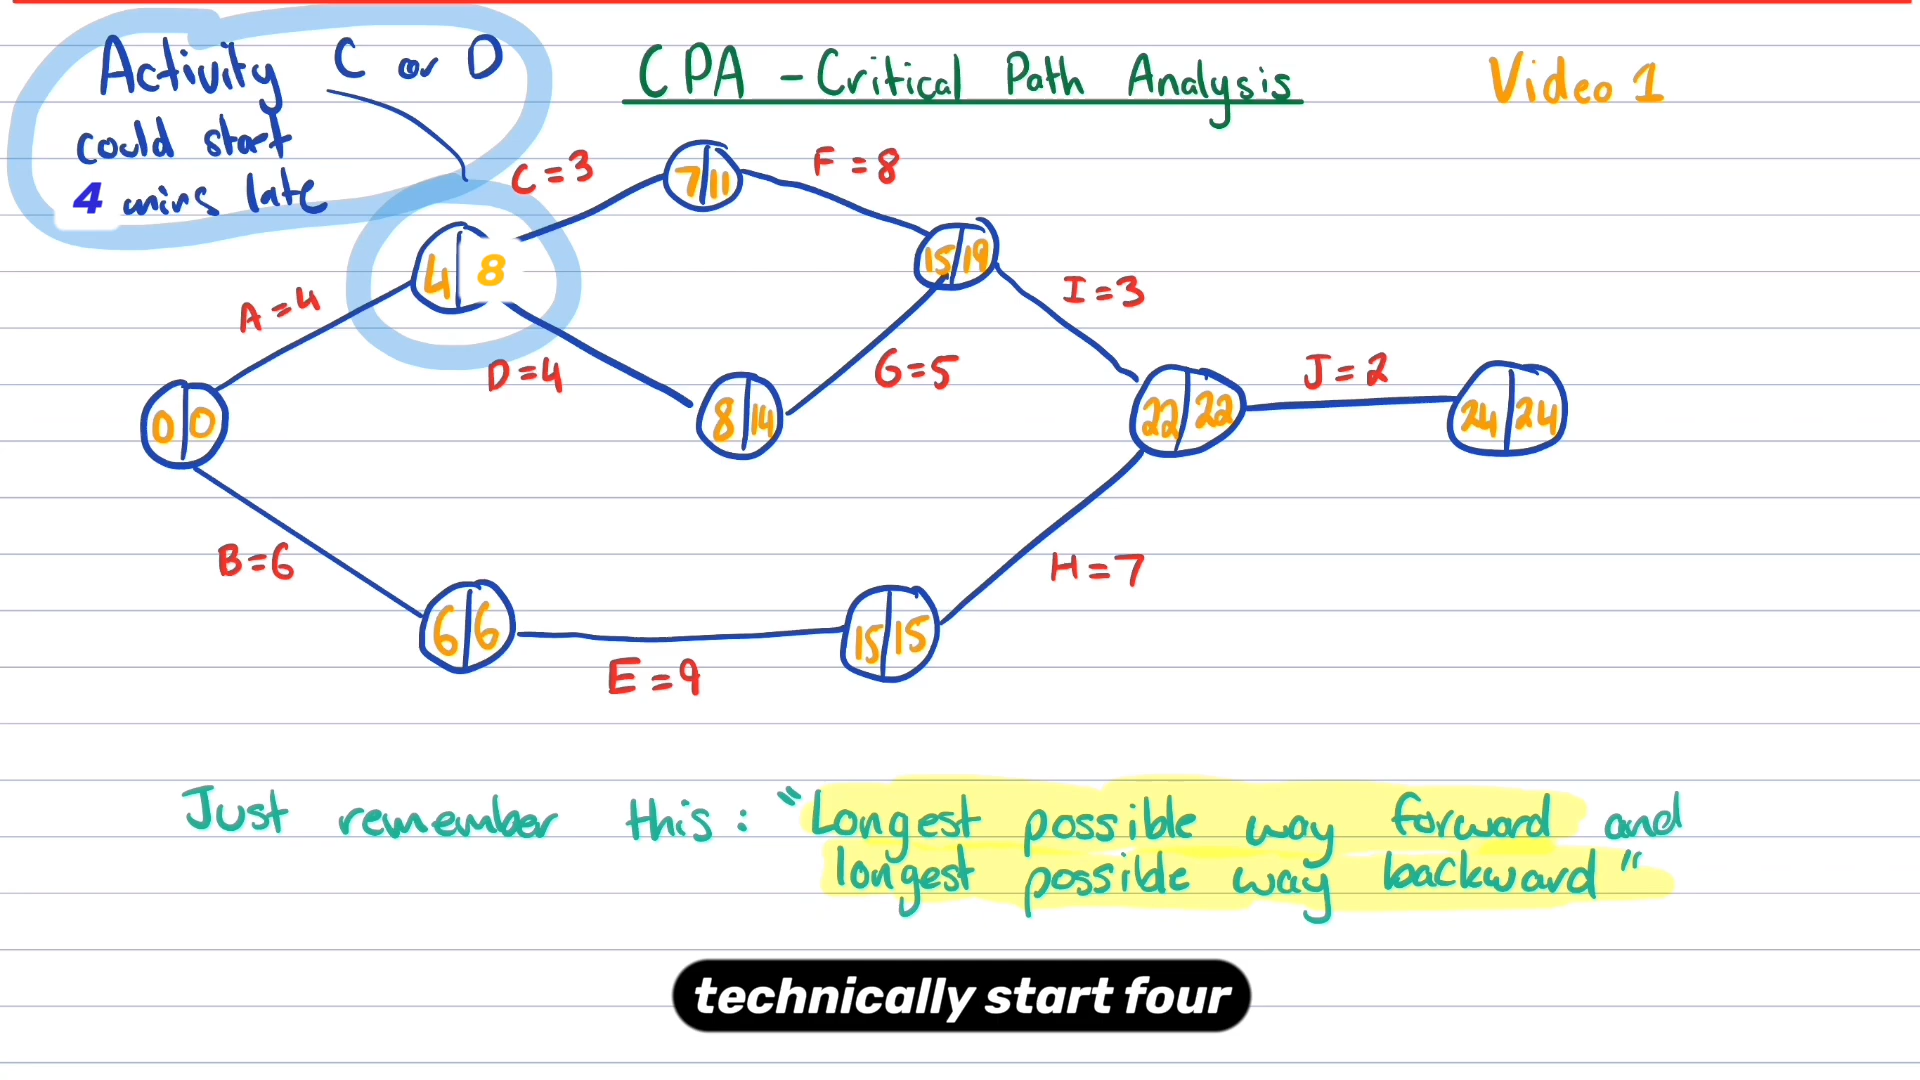 Activity C or D
could start
4 mins late
CPA - Critical Path Analysis
Video 1
C = 3
7 11
F = 8
4 8
15 19
A = 4
I = 3
D = 4
G = 5
J = 2
0 0
8 14
22 22
24 24
B = 6
H = 7
6 6
15 15
E = 9
Just remember this: "Longest possible way forward and
longest possible way backward"
technically start four